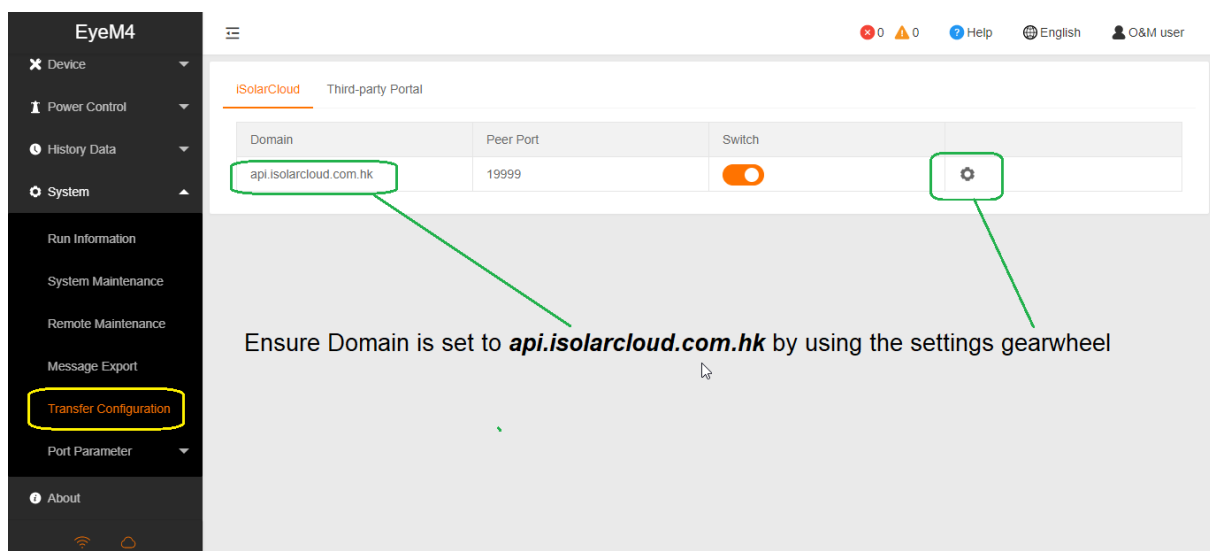 EyeM4
0 0 Help English O&M user
Device
Power Control
History Data
System
Run Information
System Maintenance
Remote Maintenance
Message Export
Transfer Configuration
Port Parameter
About
iSolarCloud Third-party Portal
Domain Peer Port Switch
api.isolarcloud.com.hk 19999
Ensure Domain is set to api.isolarcloud.com.hk by using the settings gearwheel